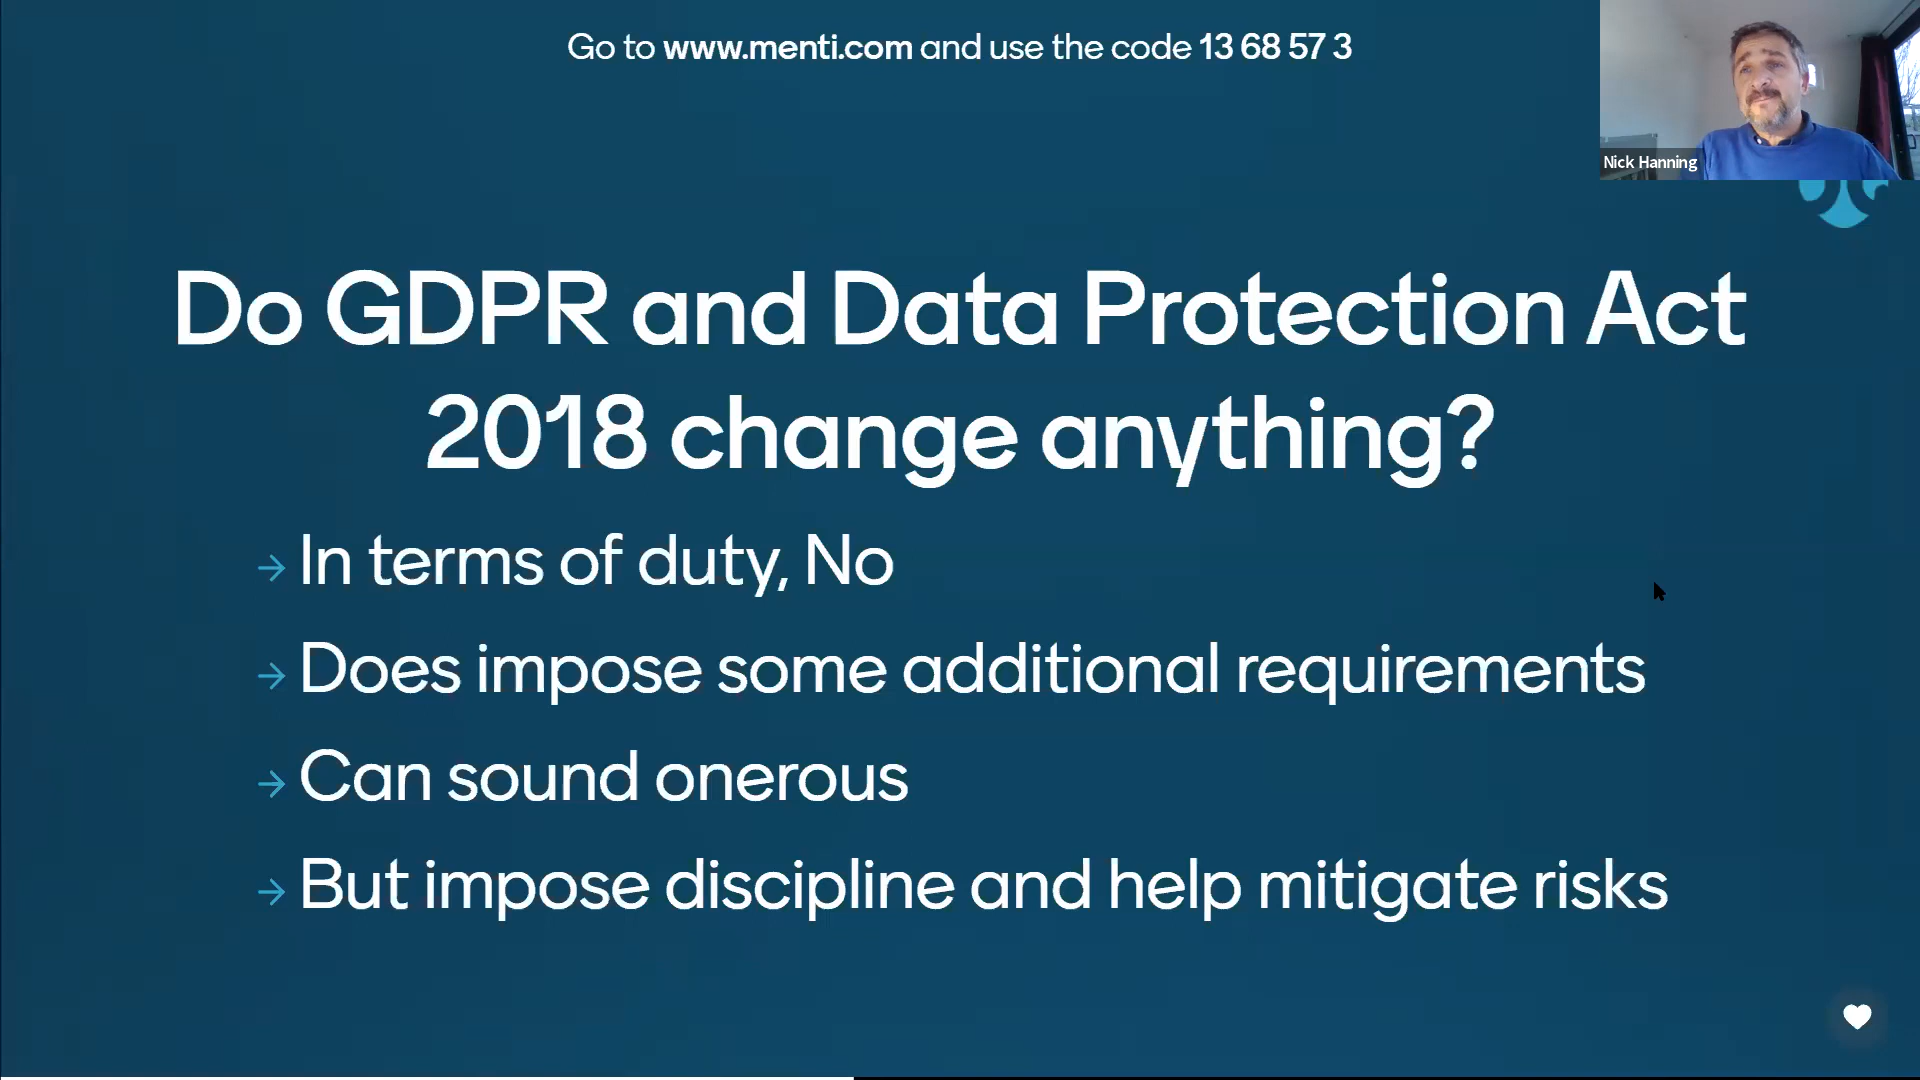 Go to www.menti.com and use the code 13 68 57 3
Nick Hanning
Do GDPR and Data Protection Act
2018 change anything?
→ In terms of duty, No
→ Does impose some additional requirements
→ Can sound onerous
→ But impose discipline and help mitigate risks